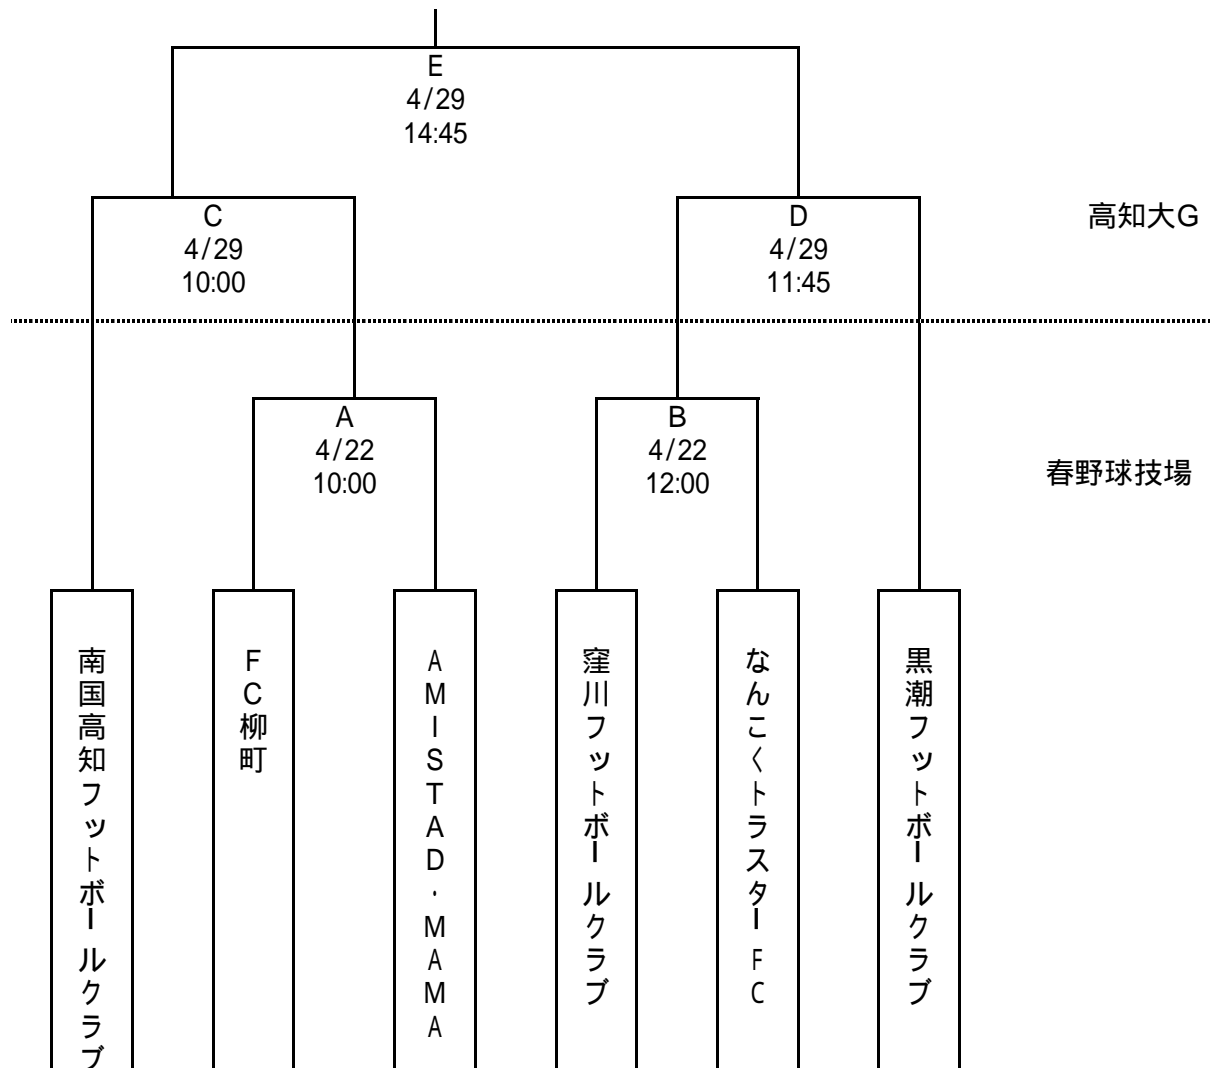 E
4/29
14:45
C
4/29
10:00
D
4/29
11:45
高知大G
A
4/22
10:00
B
4/22
12:00
春野球技場
南国高知フットボールクラブ
FC柳町
AMISTAD・MAMA
窪川フットボールクラブ
なんこくトラスターFC
黒潮フットボールクラブ